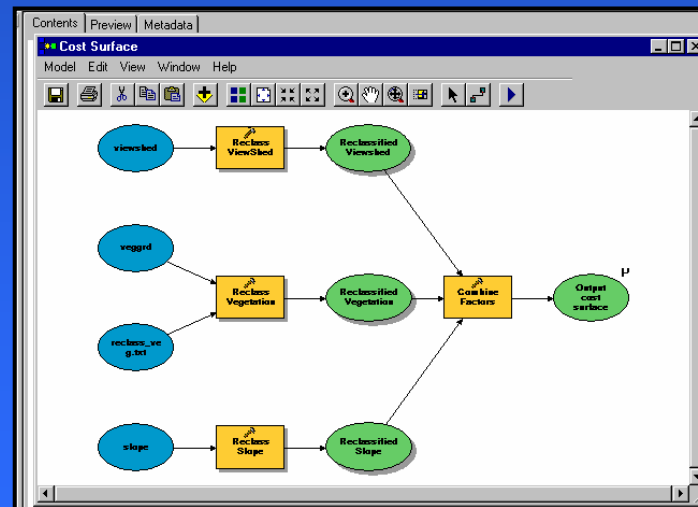 Contents Preview Metadata
Cost Surface
Model Edit View Window Help
viewshed
Reclass
ViewShed
Reclassified
Viewshed
veggrd
Reclass
Vegetation
Reclassified
Vegetation
Combine
Factors
P
Output
cost
surface
reclass_ve
g.txt
slope
Reclass
Slope
Reclassified
Slope